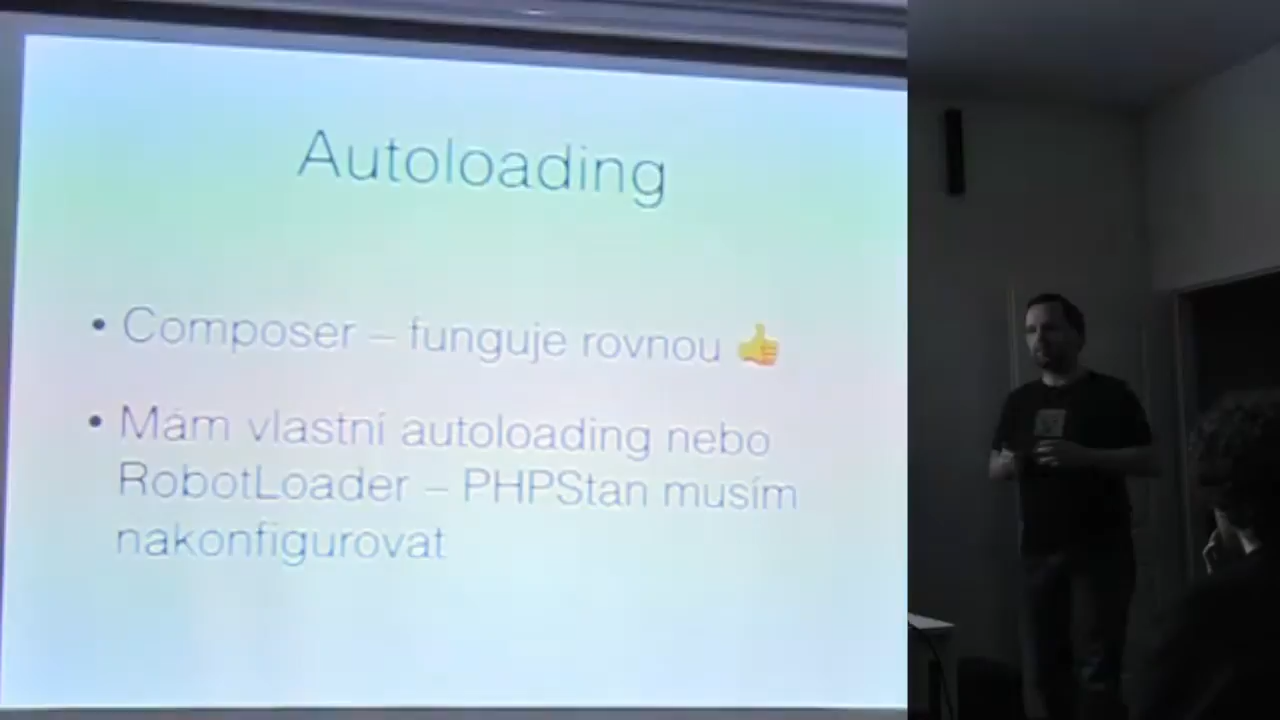 Autoloading
• Composer – funguje rovnou 👍
• Mám vlastní autoloading nebo
RobotLoader – PHPStan musím
nakonfigurovat